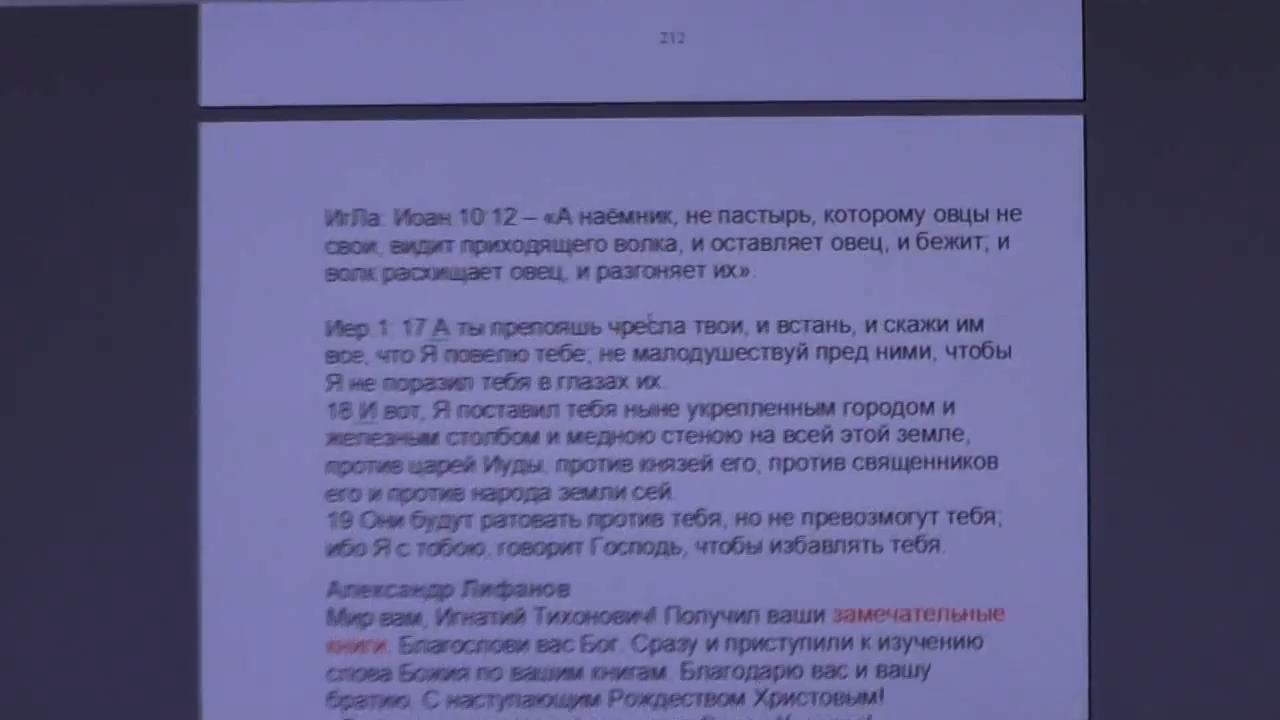 212
ИгЛа: Иоан.10:12 – «А наёмник, не пастырь, которому овцы не
свои, видит приходящего волка, и оставляет овец, и бежит; и
волк расхищает овец, и разгоняет их».
Иер.1: 17 А ты препояшь чресла твои, и встань, и скажи им
все, что Я повелю тебе; не малодушествуй пред ними, чтобы
Я не поразил тебя в глазах их.
18 И вот, Я поставил тебя ныне укрепленным городом и
железным столбом и медною стеною на всей этой земле,
против царей Иуды, против князей его, против священников
его и против народа земли сей.
19 Они будут ратовать против тебя, но не превозмогут тебя;
ибо Я с тобою, говорит Господь, чтобы избавлять тебя.
Александр Лифанов
Мир вам, Игнатий Тихонович! Получил ваши замечательные
книги. Благослови вас Бог. Сразу и приступили к изучению
слова Божия по вашим книгам. Благодарю вас и вашу
братию. С наступающим Рождеством Христовым!